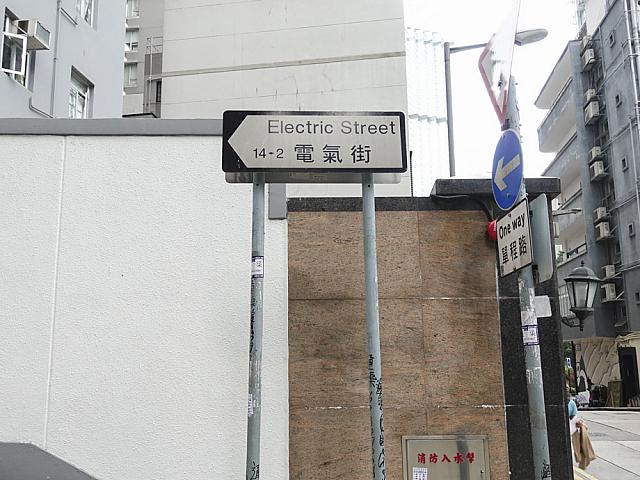 Electric Street
14-2 電氣街
One way
單程路
消防入水掣